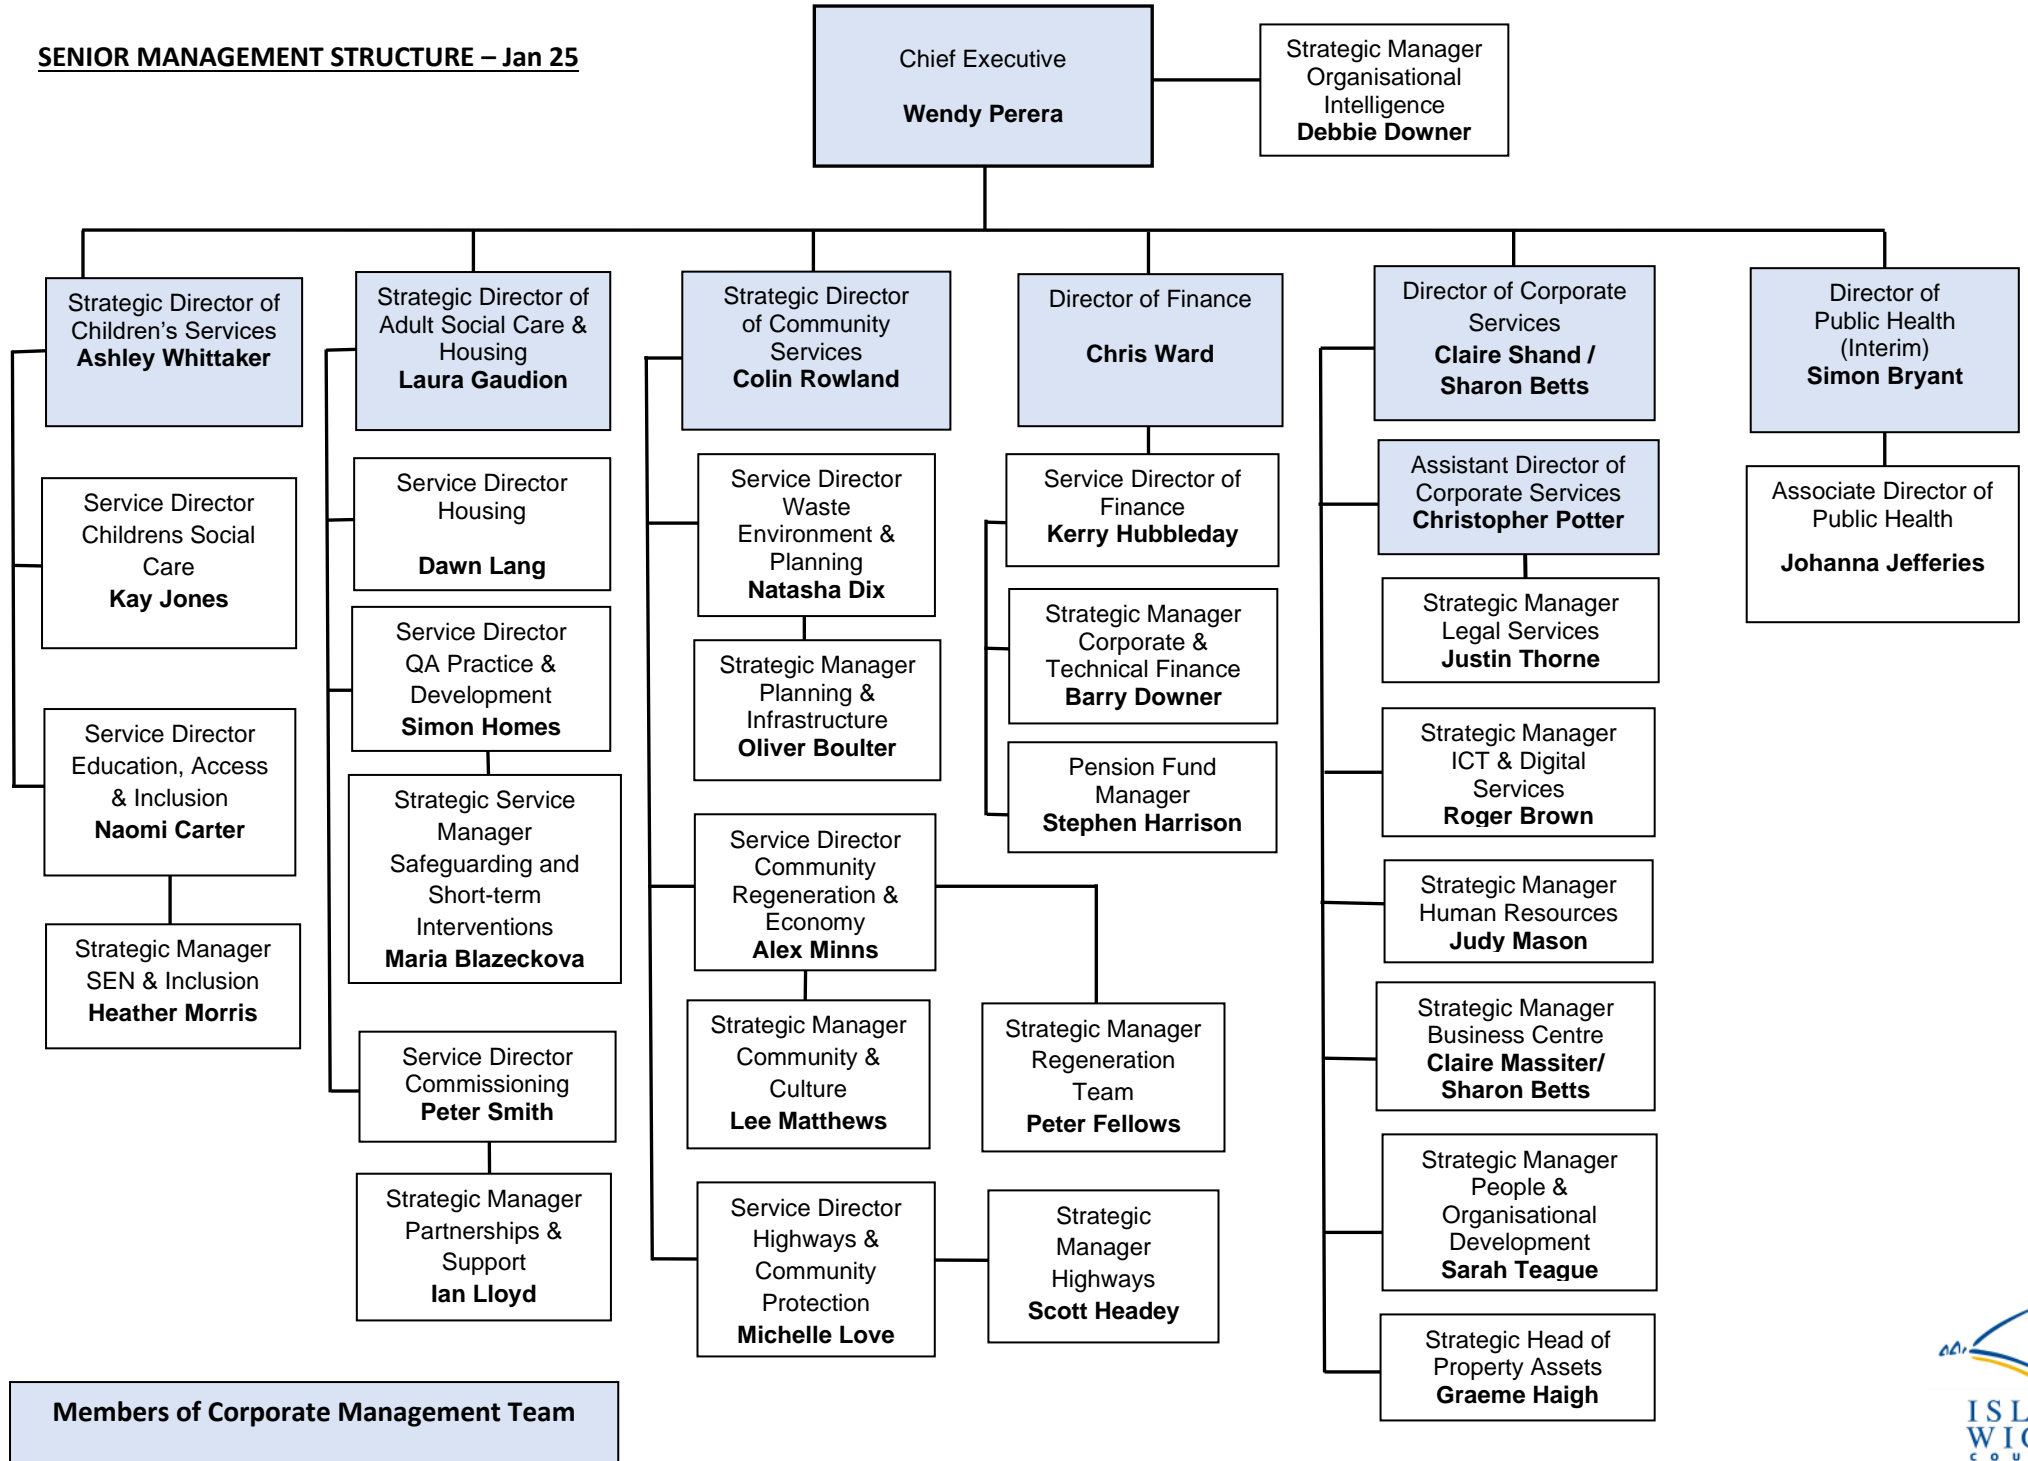 SENIOR MANAGEMENT STRUCTURE – Jan 25
Chief Executive
Wendy Perera
Strategic Manager
Organisational
Intelligence
Debbie Downer
Strategic Director of
Children’s Services
Ashley Whittaker
Strategic Director of
Adult Social Care &
Housing
Laura Gaudion
Strategic Director
of Community
Services
Colin Rowland
Director of Finance
Chris Ward
Director of Corporate
Services
Claire Shand /
Sharon Betts
Director of
Public Health
(Interim)
Simon Bryant
Service Director
Childrens Social
Care
Kay Jones
Service Director
Education, Access
& Inclusion
Naomi Carter
Strategic Manager
SEN & Inclusion
Heather Morris
Service Director
Housing
Dawn Lang
Service Director
QA Practice &
Development
Simon Homes
Strategic Service
Manager
Safeguarding and
Short-term
Interventions
Maria Blazeckova
Service Director
Commissioning
Peter Smith
Strategic Manager
Partnerships &
Support
Ian Lloyd
Service Director
Waste
Environment &
Planning
Natasha Dix
Strategic Manager
Planning &
Infrastructure
Oliver Boulter
Service Director
Community
Regeneration &
Economy
Alex Minns
Strategic Manager
Community &
Culture
Lee Matthews
Strategic Manager
Regeneration
Team
Peter Fellows
Service Director
Highways &
Community
Protection
Michelle Love
Strategic
Manager
Highways
Scott Headey
Service Director of
Finance
Kerry Hubbleday
Strategic Manager
Corporate &
Technical Finance
Barry Downer
Pension Fund
Manager
Stephen Harrison
Assistant Director of
Corporate Services
Christopher Potter
Strategic Manager
Legal Services
Justin Thorne
Strategic Manager
ICT & Digital
Services
Roger Brown
Strategic Manager
Human Resources
Judy Mason
Strategic Manager
Business Centre
Claire Massiter/
Sharon Betts
Strategic Manager
People &
Organisational
Development
Sarah Teague
Strategic Head of
Property Assets
Graeme Haigh
Associate Director of
Public Health
Johanna Jefferies
Members of Corporate Management Team